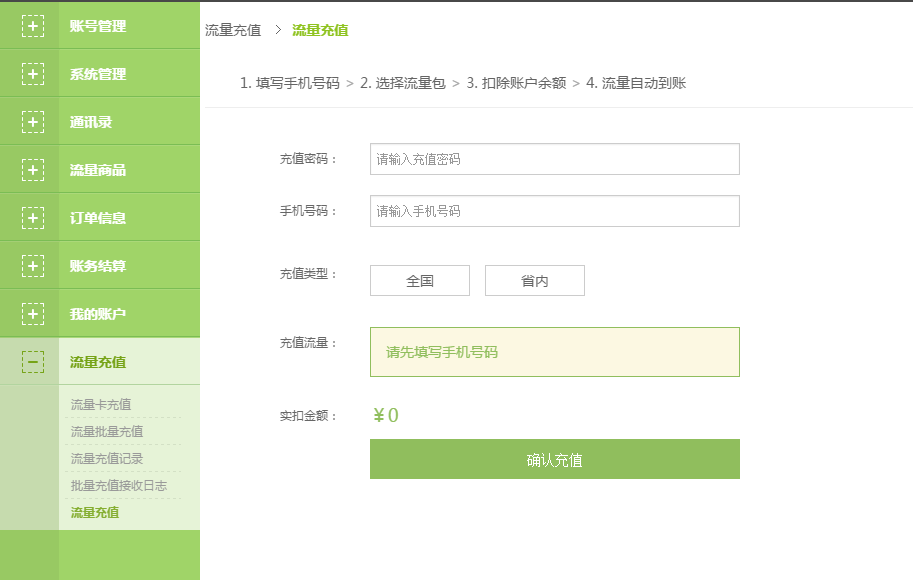 账号管理
系统管理
通讯录
流量商品
订单信息
账务结算
我的账户
流量充值
流量卡充值
流量批量充值
流量充值记录
批量充值接收日志
流量充值
流量充值 > 流量充值
1. 填写手机号码 > 2. 选择流量包 > 3. 扣除账户余额 > 4. 流量自动到账
充值密码： 请输入充值密码
手机号码： 请输入手机号码
充值类型： 全国 省内
充值流量： 请先填写手机号码
实扣金额： ¥0
确认充值